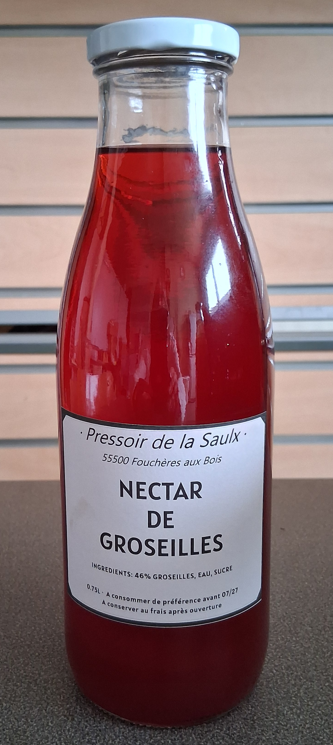 · Pressoir de la Saulx ·
55500 Fouchères aux Bois
NECTAR
DE
GROSEILLES
INGREDIENTS: 46% GROSEILLES, EAU, SUCRE
0.75L - A consommer de préférence avant 07/27
A conserver au frais après ouverture